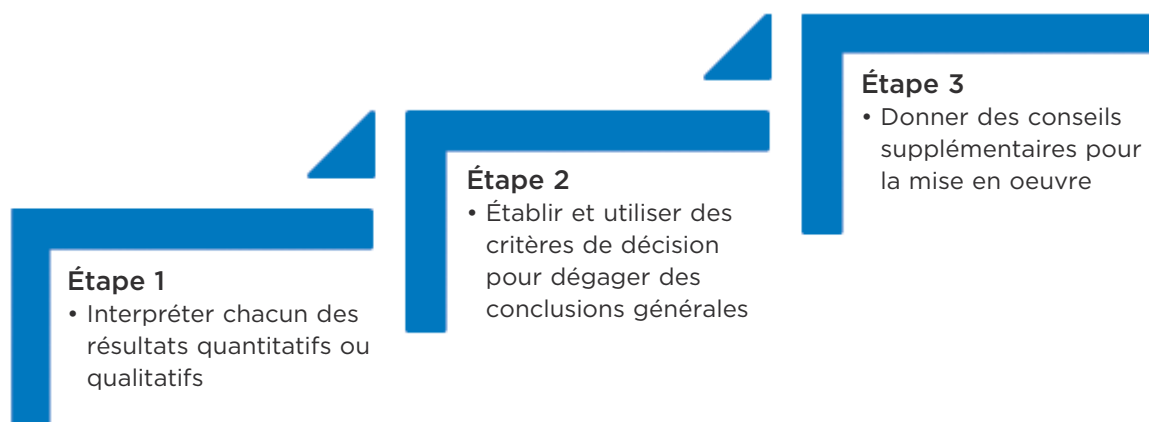 Étape 1
• Interpréter chacun des
résultats quantitatifs ou
qualitatifs
Étape 2
• Établir et utiliser des
critères de décision
pour dégager des
conclusions générales
Étape 3
• Donner des conseils
supplémentaires pour
la mise en oeuvre